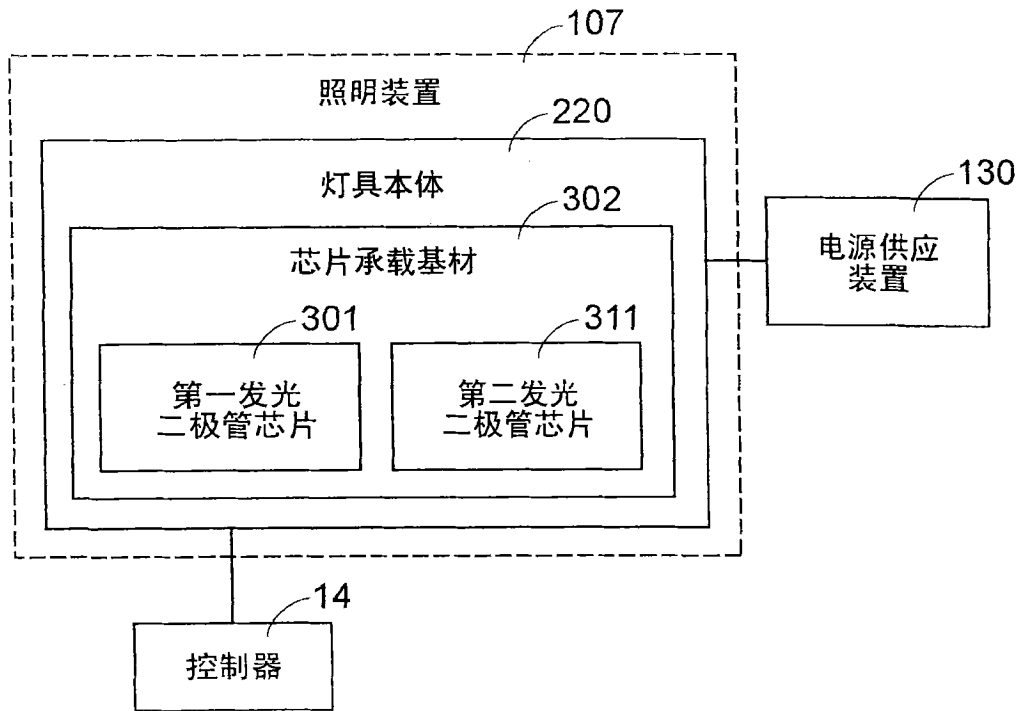 107
照明装置
220
灯具本体
130
302
芯片承载基材
电源供应
装置
301
311
第一发光
二极管芯片
第二发光
二极管芯片
14
控制器